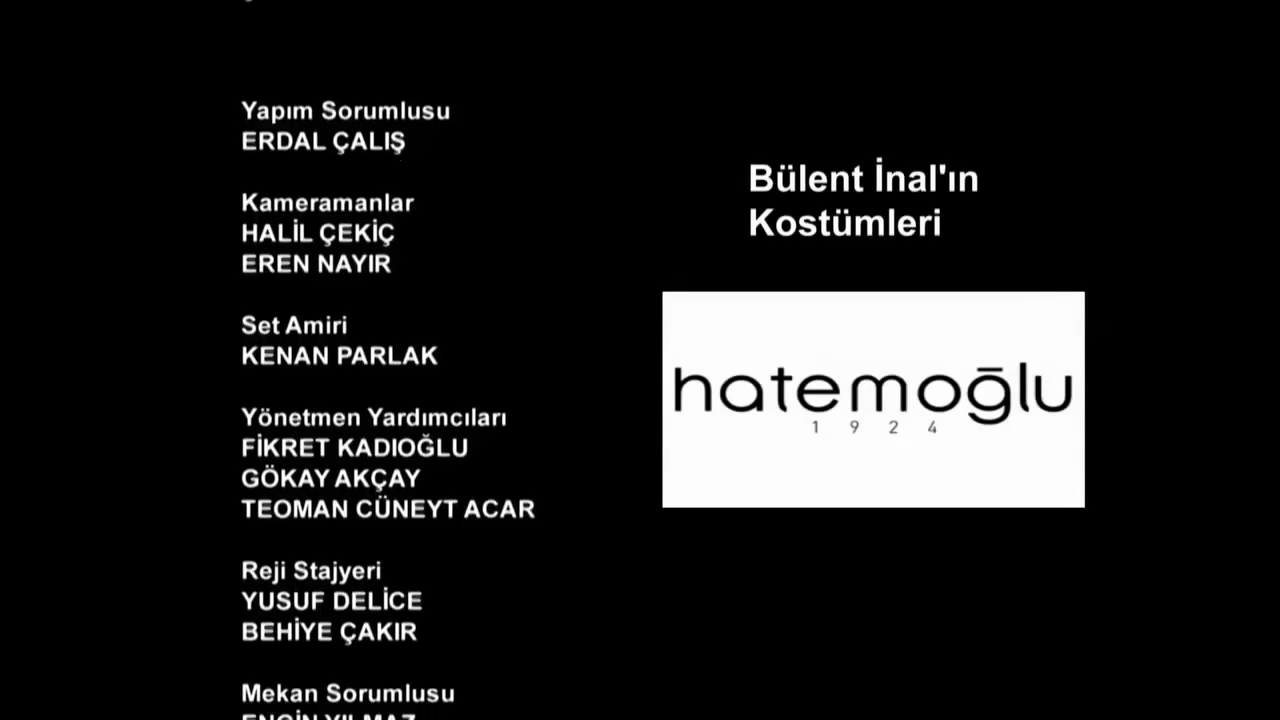 Yapım Sorumlusu
ERDAL ÇALIŞ
Kameramanlar
HALİL ÇEKİÇ
EREN NAYIR
Set Amiri
KENAN PARLAK
Yönetmen Yardımcıları
FİKRET KADIOĞLU
GÖKAY AKÇAY
TEOMAN CÜNEYT ACAR
Reji Stajyeri
YUSUF DELİCE
BEHİYE ÇAKIR
Mekan Sorumlusu
ENGİN YILMAZ
Bülent İnal'ın
Kostümleri
hatemoğlu
1924